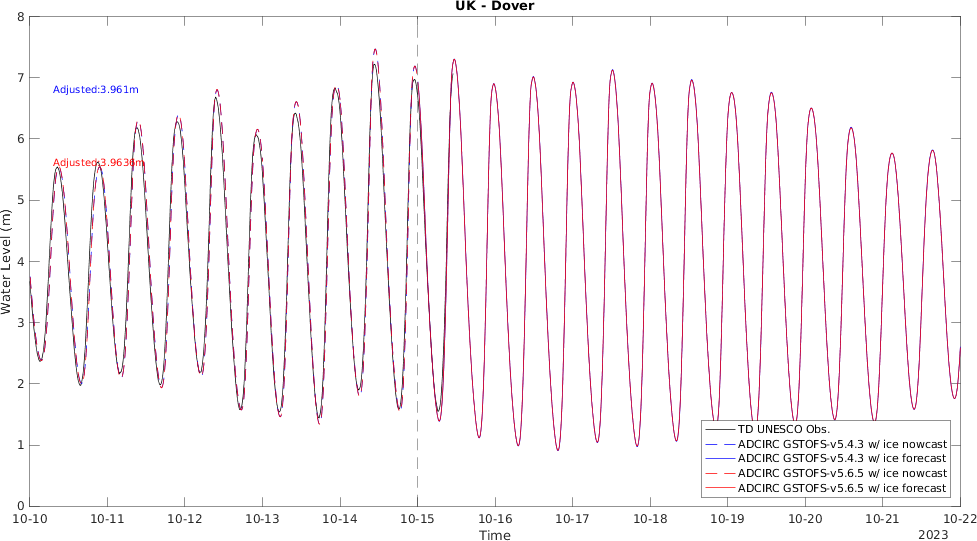 UK - Dover
8
7
6
5
4
3
2
1
0
Water Level (m)
Adjusted:3.961m
Adjusted:3.9636m
TD UNESCO Obs.
ADCIRC GSTOFS-v5.4.3 w/ ice nowcast
ADCIRC GSTOFS-v5.4.3 w/ ice forecast
ADCIRC GSTOFS-v5.6.5 w/ ice nowcast
ADCIRC GSTOFS-v5.6.5 w/ ice forecast
10-10 10-11 10-12 10-13 10-14 10-15 10-16 10-17 10-18 10-19 10-20 10-21 10-22
Time
2023